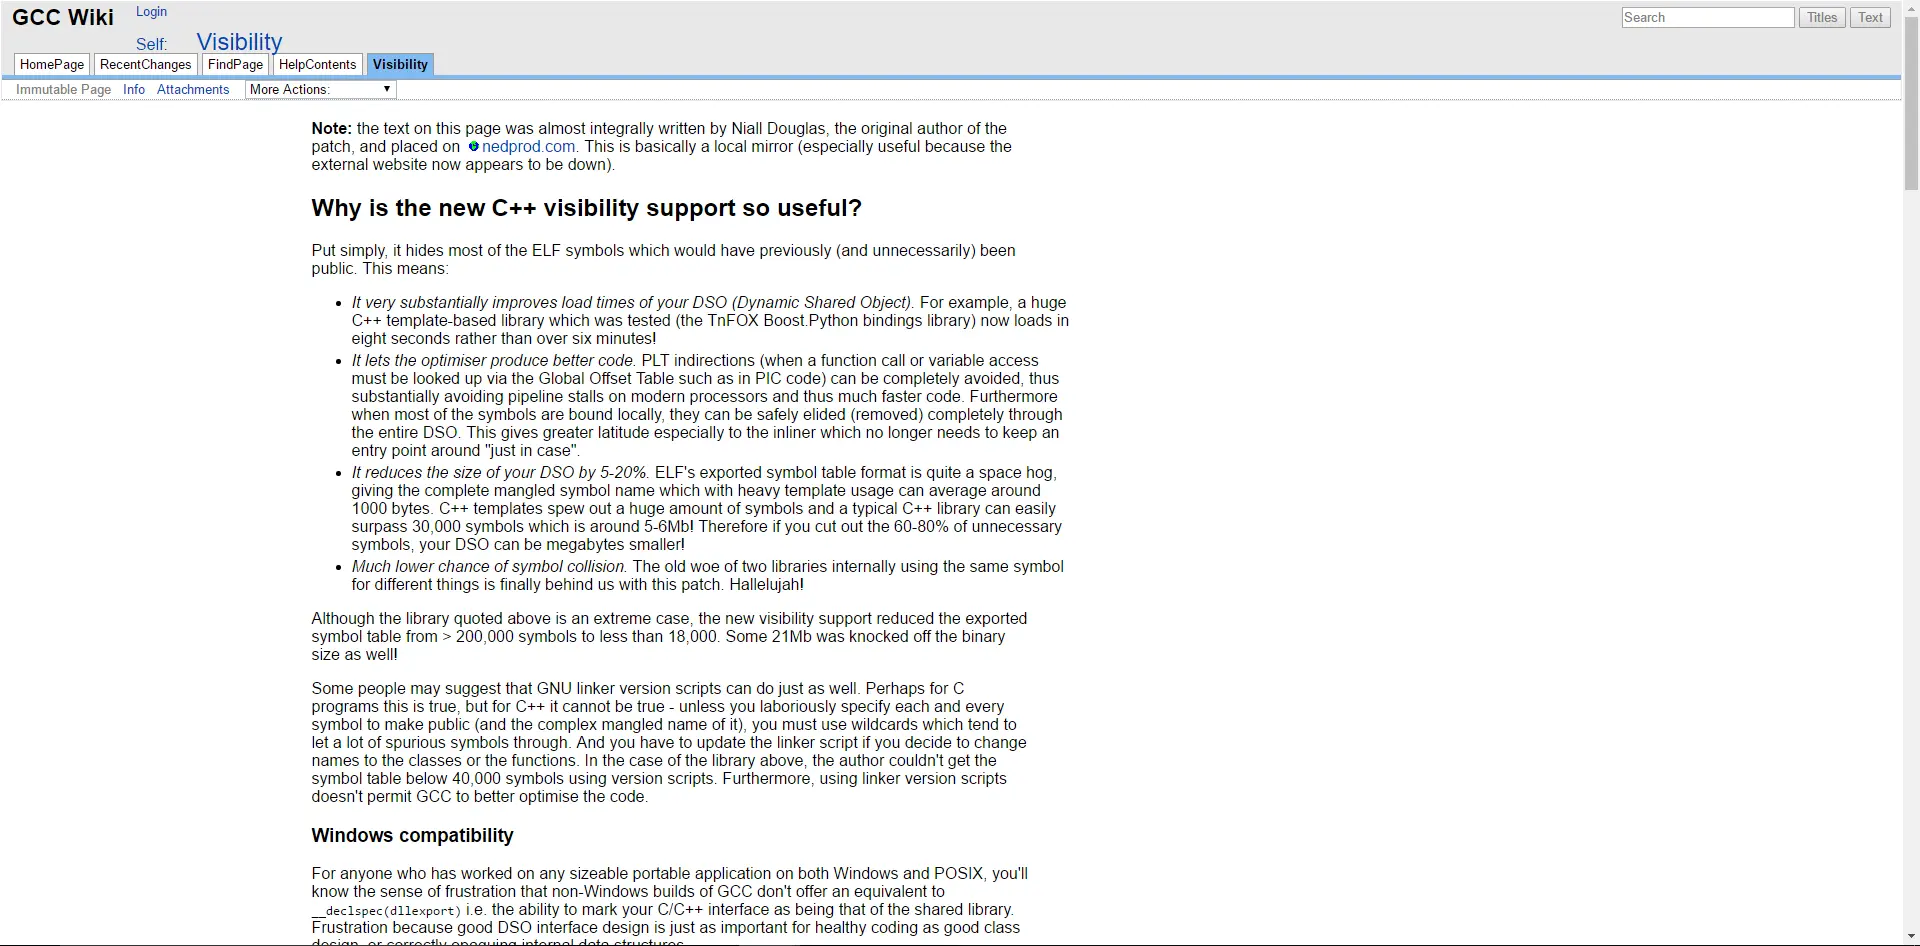 GCC Wiki
Login
Search
Titles
Text
Self:
Visibility
HomePage
RecentChanges
FindPage
HelpContents
Visibility
Immutable Page
Info
Attachments
More Actions:
Note: the text on this page was almost integrally written by Niall Douglas, the original author of the
patch, and placed on nedprod.com. This is basically a local mirror (especially useful because the
external website now appears to be down).
Why is the new C++ visibility support so useful?
Put simply, it hides most of the ELF symbols which would have previously (and unnecessarily) been
public. This means:
• It very substantially improves load times of your DSO (Dynamic Shared Object). For example, a huge
C++ template-based library which was tested (the TnFOX Boost.Python bindings library) now loads in
eight seconds rather than over six minutes!
• It lets the optimiser produce better code. PLT indirections (when a function call or variable access
must be looked up via the Global Offset Table such as in PIC code) can be completely avoided, thus
substantially avoiding pipeline stalls on modern processors and thus much faster code. Furthermore
when most of the symbols are bound locally, they can be safely elided (removed) completely through
the entire DSO. This gives greater latitude especially to the inliner which no longer needs to keep an
entry point around "just in case".
• It reduces the size of your DSO by 5-20%. ELF's exported symbol table format is quite a space hog,
giving the complete mangled symbol name which with heavy template usage can average around
1000 bytes. C++ templates spew out a huge amount of symbols and a typical C++ library can easily
surpass 30,000 symbols which is around 5-6Mb! Therefore if you cut out the 60-80% of unnecessary
symbols, your DSO can be megabytes smaller!
• Much lower chance of symbol collision. The old woe of two libraries internally using the same symbol
for different things is finally behind us with this patch. Hallelujah!
Although the library quoted above is an extreme case, the new visibility support reduced the exported
symbol table from > 200,000 symbols to less than 18,000. Some 21Mb was knocked off the binary
size as well!
Some people may suggest that GNU linker version scripts can do just as well. Perhaps for C
programs this is true, but for C++ it cannot be true - unless you laboriously specify each and every
symbol to make public (and the complex mangled name of it), you must use wildcards which tend to
let a lot of spurious symbols through. And you have to update the linker script if you decide to change
names to the classes or the functions. In the case of the library above, the author couldn't get the
symbol table below 40,000 symbols using version scripts. Furthermore, using linker version scripts
doesn't permit GCC to better optimise the code.
Windows compatibility
For anyone who has worked on any sizeable portable application on both Windows and POSIX, you'll
know the sense of frustration that non-Windows builds of GCC don't offer an equivalent to
__declspec(dllexport) i.e. the ability to mark your C/C++ interface as being that of the shared library.
Frustration because good DSO interface design is just as important for healthy coding as good class
design, or correctly opaquing internal data structures.